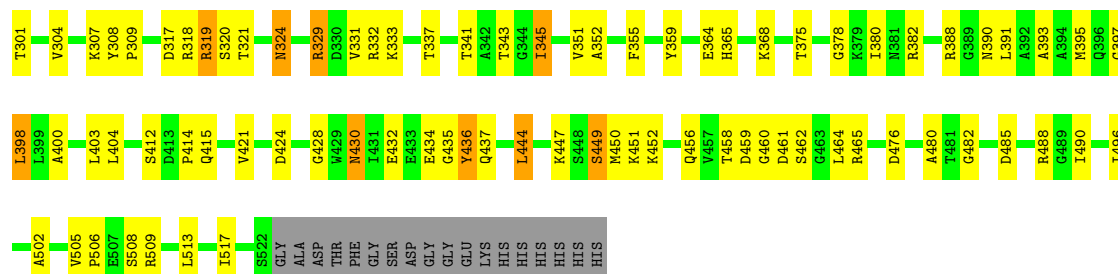 T301 V304 K307 Y308 P309 D317 R318 R319 S320 T321 N324 R329 D330 V331 R332 K333 T337 T341 A342 T343 G344 I345 V351 A352 F355 Y359 E364 H365 K368 T375 G378 K379 I380 N381 R382 R388 G389 N390 L391 A392 A393 A394 M395 Q396
L398 L399 A400 L403 L404 S412 D413 P414 Q415 V421 D424 G428 W429 N430 I431 E432 E433 E434 G435 Y436 Q437 L444 K447 S448 S449 M450 K451 K452 Q456 V457 T458 D459 G460 D461 S462 G463 L464 R465 D476 A480 T481 G482 D485 R488 G489 I490
A502 V505 P506 E507 S508 R509 L513 I517 S522 GLY ALA ASP THR PHE GLY SER ASP GLY GLY GLU LYS HIS HIS HIS HIS HIS HIS